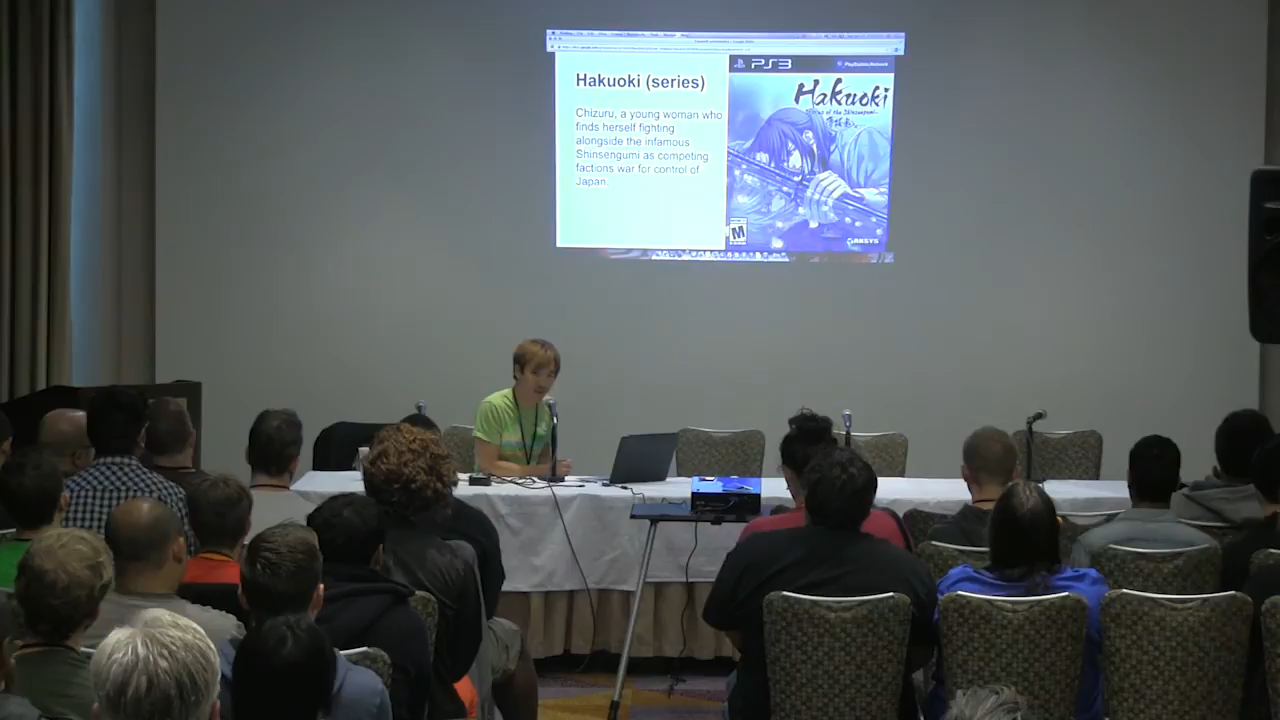 Hakuoki (series)
Chizuru, a young woman who
finds herself fighting
alongside the infamous
Shinsengumi as competing
factions war for control of
Japan.
PS3
PlayStation Network
Hakuoki
M
AKSYS